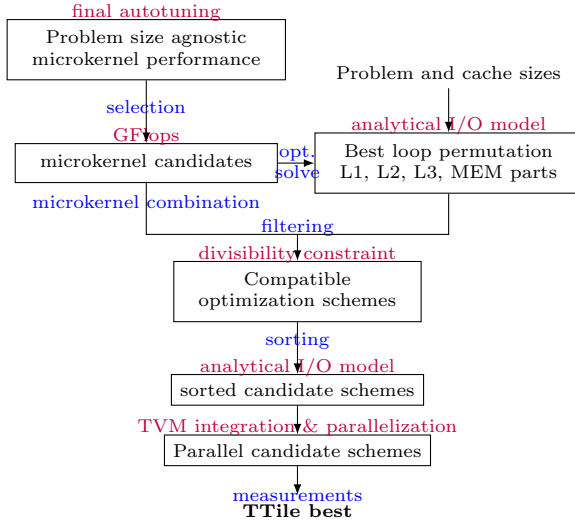 final autotuning
Problem size agnostic
microkernel performance
Problem and cache sizes
selection
GFlops
analytical I/O model
microkernel candidates
opt.
solve
Best loop permutation
L1, L2, L3, MEM parts
microkernel combination
filtering
divisibility constraint
Compatible
optimization schemes
sorting
analytical I/O model
sorted candidate schemes
TVM integration & parallelization
Parallel candidate schemes
measurements
TTile best